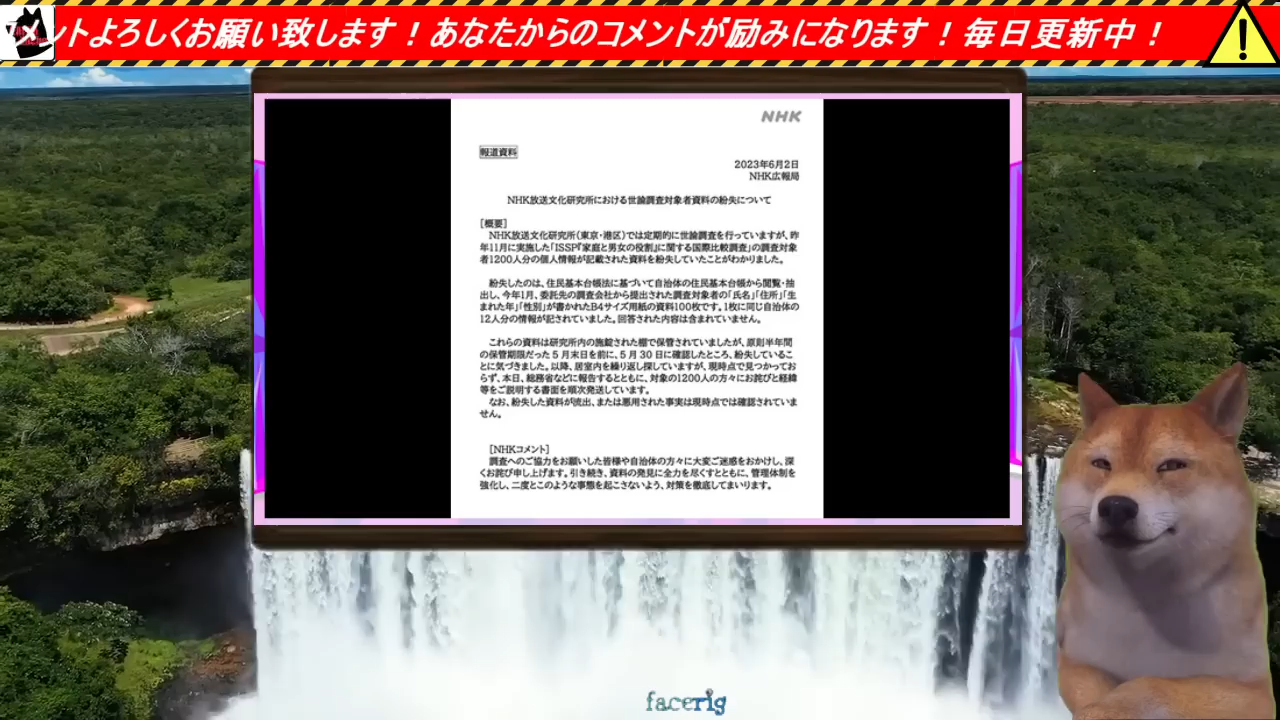 ントよろしくお願い致します！あなたからのコメントが励みになります！毎日更新中！
NHK
報道資料
2023年6月2日
NHK広報局
NHK放送文化研究所における世論調査対象者資料の紛失について
［概要］
NHK放送文化研究所（東京・港区）では定期的に世論調査を行っていますが、昨
年11月に実施した「ISSP『家庭と男女の役割』に関する国際比較調査」の調査対象
者1200人分の個人情報が記載された資料を紛失していたことがわかりました。
紛失したのは、住民基本台帳法に基づいて自治体の住民基本台帳から閲覧・抽
出し、今年1月、委託先の調査会社から提出された調査対象者の「氏名」「住所」「生
まれた年」「性別」が書かれたB4サイズ用紙の資料100枚です。1枚に同じ自治体の
12人分の情報が記されていました。回答された内容は含まれていません。
これらの資料は研究所内の施錠された棚で保管されていましたが、原則半年間
の保管期限だった5月末日を前に、5月30日に確認したところ、紛失しているこ
とに気づきました。以降、居室内を繰り返し探していますが、現時点で見つかってお
らず、本日、総務省などに報告するとともに、対象の1200人の方々にお詫びと経緯
等をご説明する書面を順次発送しています。
なお、紛失した資料が流出、または悪用された事実は現時点では確認されていま
せん。
［NHKコメント］
調査へのご協力をお願いした皆様や自治体の方々に大変ご迷惑をおかけし、深
くお詫び申し上げます。引き続き、資料の発見に全力を尽くすとともに、管理体制を
強化し、二度とこのような事態を起こさないよう、対策を徹底してまいります。
facerig